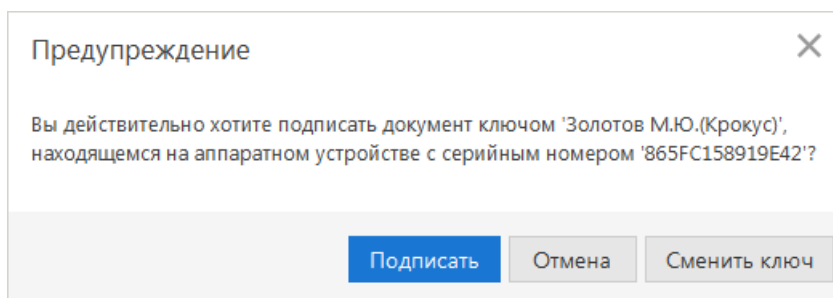 Предупреждение
Вы действительно хотите подписать документ ключом 'Золотов М.Ю.(Крокус)',
находящемся на аппаратном устройстве с серийным номером '865FC158919E42'?
Подписать Отмена Сменить ключ